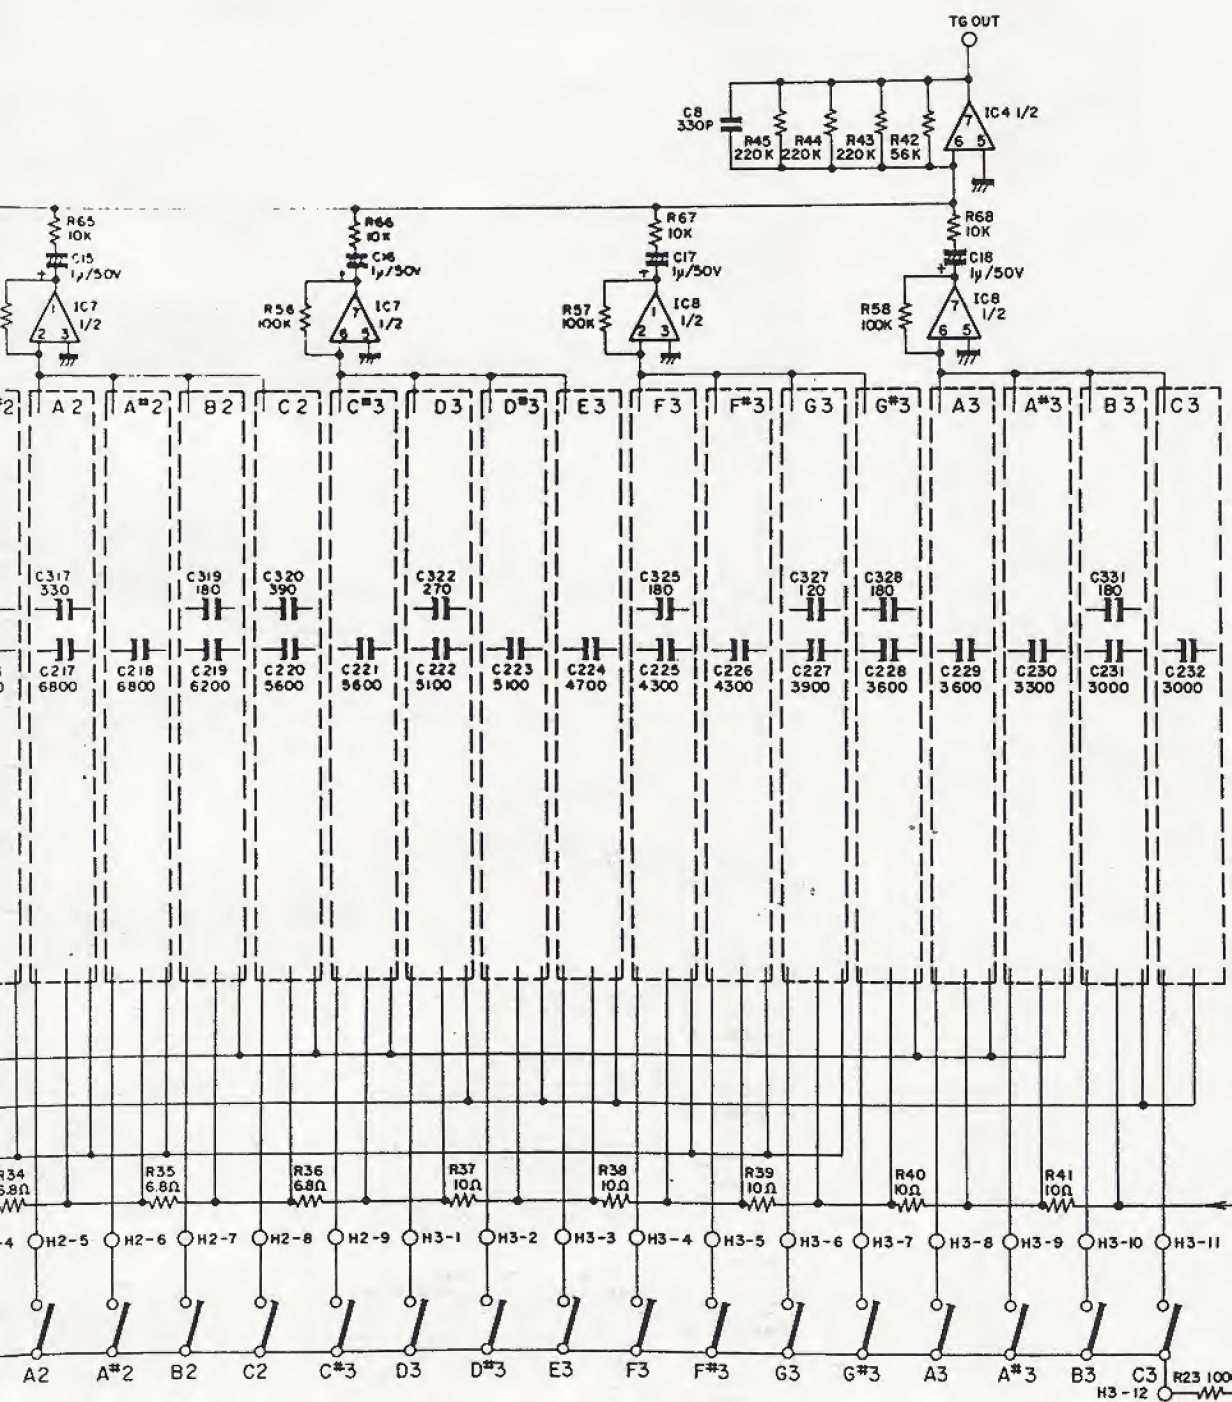 TG OUT
C8
330P
R45
220K
R44
220K
R43
220K
R42
56K
7
6 5
IC4 1/2
R65
10K
C15
1μ/50V
+
1
2 3
IC7
1/2
R66
10K
C16
1μ/50V
R56
100K
7
6 5
IC7
1/2
R67
10K
C17
1μ/50V
+
R57
100K
1
2 3
IC8
1/2
R68
10K
C18
1μ/50V
+
R58
100K
7
6 5
IC8
1/2
#2 A2 A#2 B2 C2 C#3 D3 D#3 E3 F3 F#3 G3 G#3 A3 A#3 B3 C3
C317
330
C319
180
C320
390
C322
270
C325
180
C327
120
C328
180
C331
180
C217
6800
C218
6800
C219
6200
C220
5600
C221
5600
C222
5100
C223
5100
C224
4700
C225
4300
C226
4300
C227
3900
C228
3600
C229
3600
C230
3300
C231
3000
C232
3000
R34
6.8Ω
R35
6.8Ω
R36
6.8Ω
R37
10Ω
R38
10Ω
R39
10Ω
R40
10Ω
R41
10Ω
-4 H2-5 H2-6 H2-7 H2-8 H2-9 H3-1 H3-2 H3-3 H3-4 H3-5 H3-6 H3-7 H3-8 H3-9 H3-10 H3-11
A2 A#2 B2 C2 C#3 D3 D#3 E3 F3 F#3 G3 G#3 A3 A#3 B3 C3 R23 100
H3-12